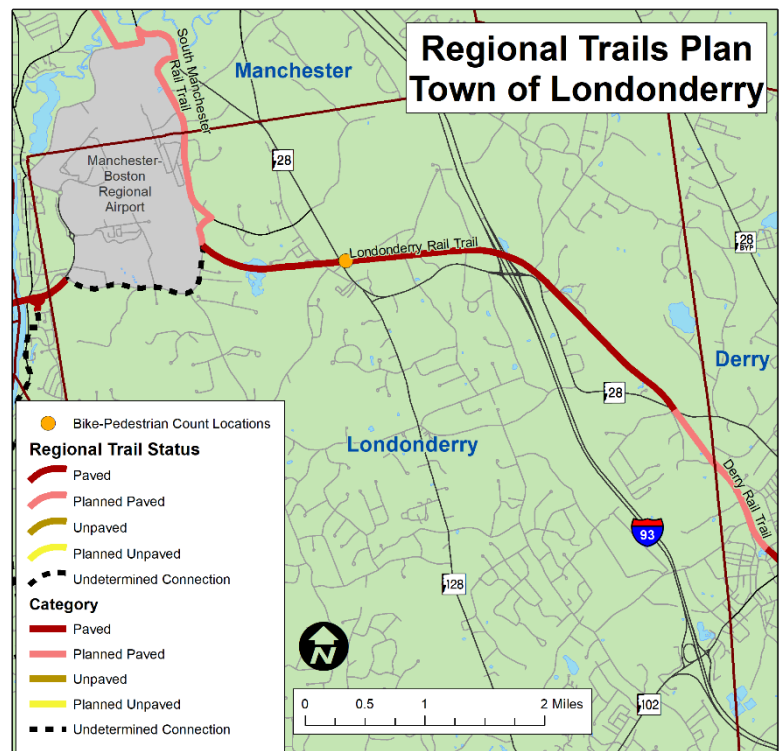 Regional Trails Plan
Town of Londonderry
Manchester
South Manchester
Rail Trail
28
Manchester-
Boston
Regional
Airport
Londonderry Rail Trail
28
BYP
Derry
28
Londonderry
Derry Rail Trail
93
128
102
Bike-Pedestrian Count Locations
Regional Trail Status
Paved
Planned Paved
Unpaved
Planned Unpaved
Undetermined Connection
Category
Paved
Planned Paved
Unpaved
Planned Unpaved
Undetermined Connection
N
0 0.5 1 2 Miles